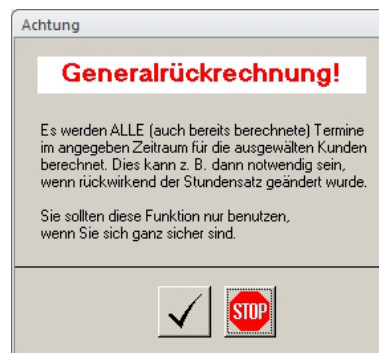 Achtung
Generalrückrechnung!
Es werden ALLE (auch bereits berechnete) Termine
im angegeben Zeitraum für die ausgewälten Kunden
berechnet. Dies kann z. B. dann notwendig sein,
wenn rückwirkend der Stundensatz geändert wurde.
Sie sollten diese Funktion nur benutzen,
wenn Sie sich ganz sicher sind.
STOP